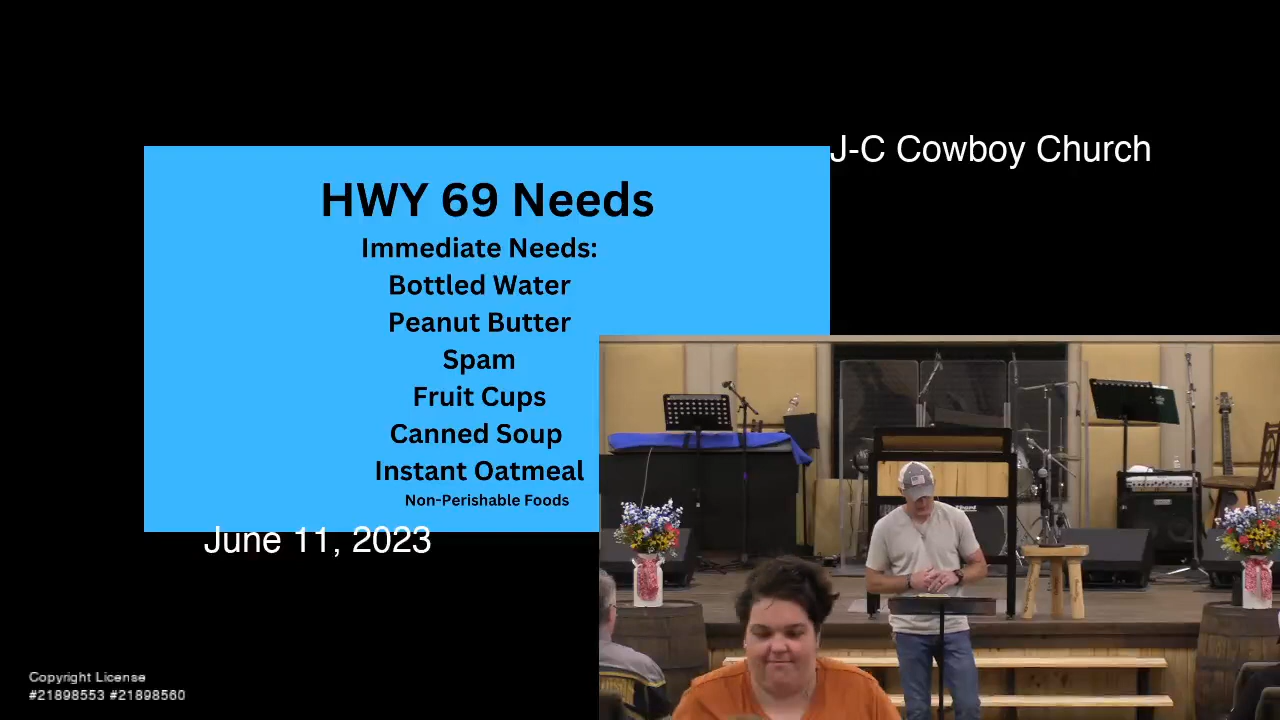 J-C Cowboy Church
HWY 69 Needs
Immediate Needs:
Bottled Water
Peanut Butter
Spam
Fruit Cups
Canned Soup
Instant Oatmeal
Non-Perishable Foods
June 11, 2023
Copyright License
#21898553 #21898560